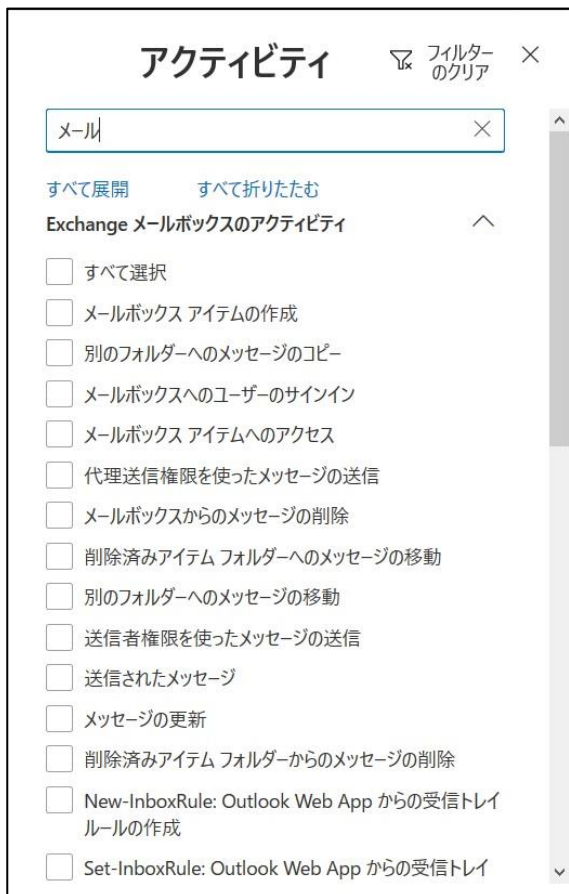 アクティビティ
フィルター
のクリア
メール
すべて展開 すべて折りたたむ
Exchange メールボックスのアクティビティ
すべて選択
メールボックス アイテムの作成
別のフォルダーへのメッセージのコピー
メールボックスへのユーザーのサインイン
メールボックス アイテムへのアクセス
代理送信権限を使ったメッセージの送信
メールボックスからのメッセージの削除
削除済みアイテム フォルダーへのメッセージの移動
別のフォルダーへのメッセージの移動
送信者権限を使ったメッセージの送信
送信されたメッセージ
メッセージの更新
削除済みアイテム フォルダーからのメッセージの削除
New-InboxRule: Outlook Web App からの受信トレイ
ルールの作成
Set-InboxRule: Outlook Web App からの受信トレイ